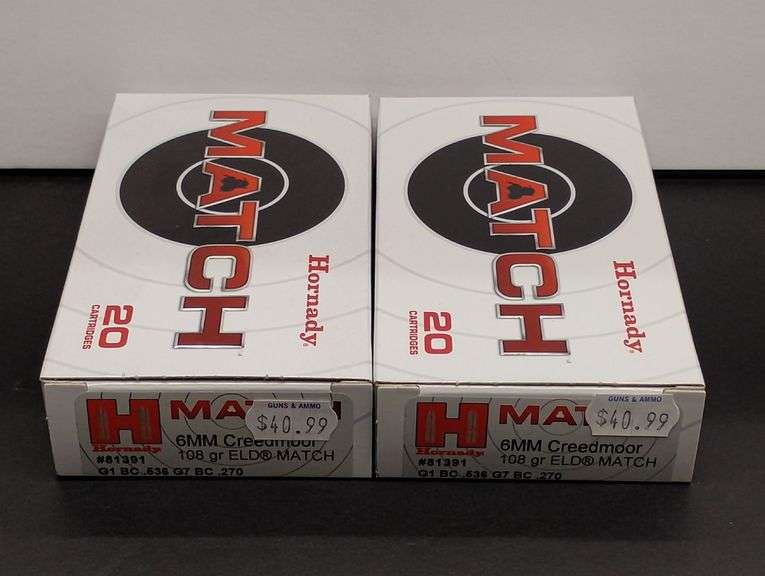 MATCH
Hornady
20
CARTRIDGES
MATCH
Hornady
20
CARTRIDGES
H
Hornady
#81391
MATCH
GUNS & AMMO
$40.99
6MM Creedmoor
108 gr ELD® MATCH
G1 BC .536 G7 BC .270
H
Hornady
#81391
MAT
GUNS & AMMO
$40.99
6MM Creedmoor
108 gr ELD® MATCH
G1 BC .536 G7 BC .270